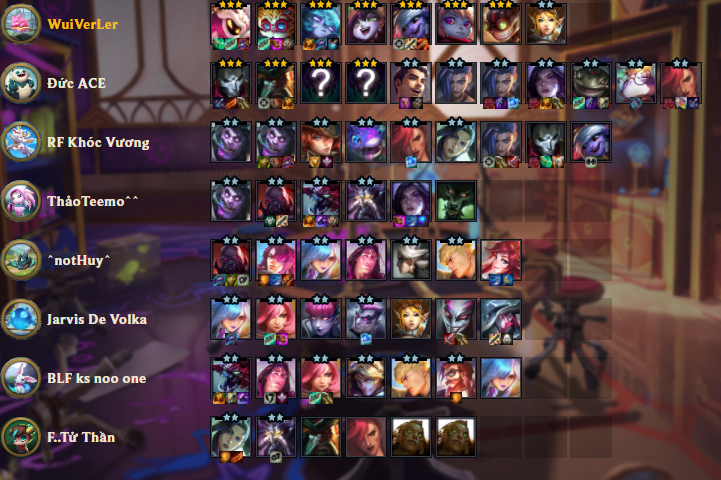 WuiVerLer
Đức ACE
?
?
RF Khóc Vương
ThảoTeemo^^
^notHuy^
Jarvis De Volka
BLF ks noo one
F..Tử Thần